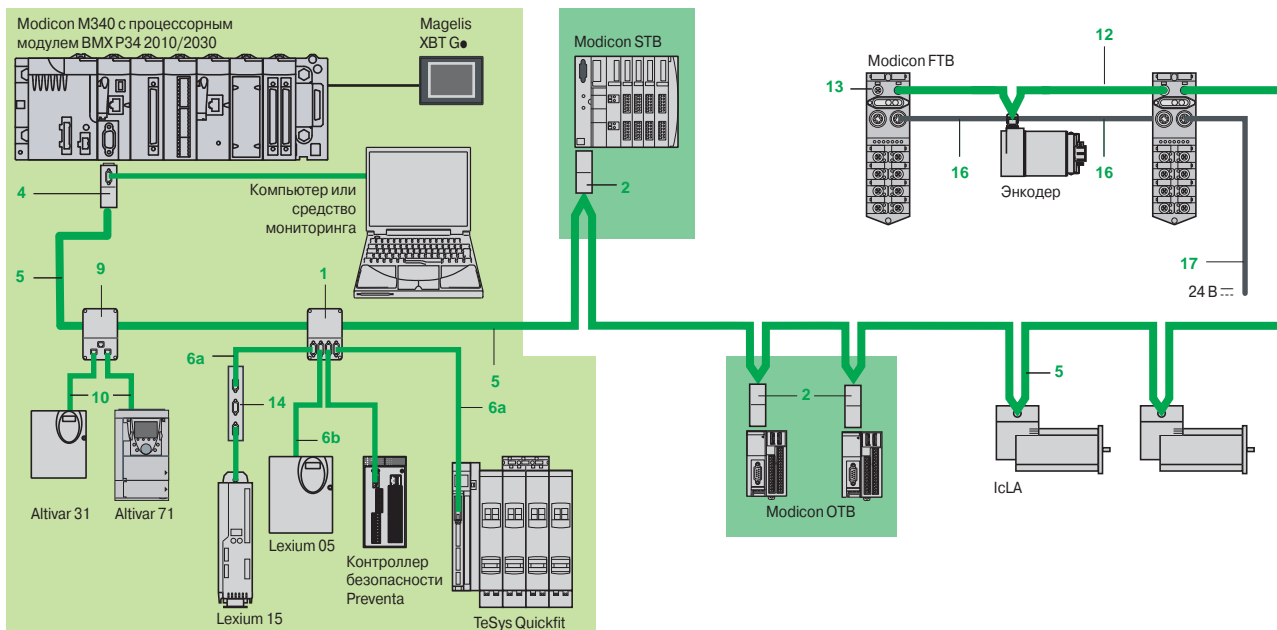 Modicon M340 с процессорным
модулем BMX P34 2010/2030
Magelis
XBT G●
Modicon STB
Modicon FTB
12
13
4
Компьютер или
средство
мониторинга
2
16
16
Энкодер
5
9
1
17
24 В
6a
5
6a
10
14
6b
2
5
Altivar 31
Altivar 71
Lexium 05
Контроллер
безопасности
Preventa
Lexium 15
TeSys Quickfit
Modicon OTB
IcLA